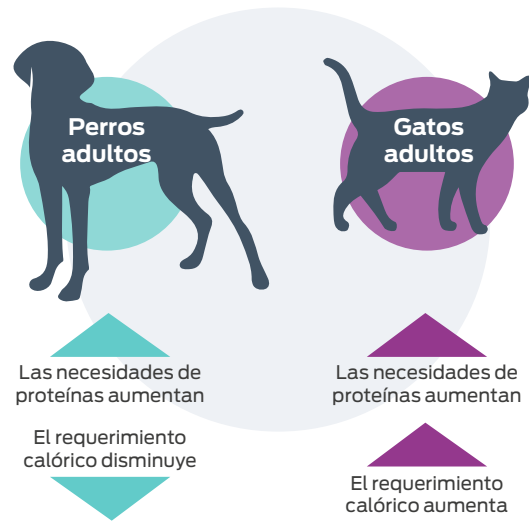 Perros
adultos
Gatos
adultos
Las necesidades de
proteínas aumentan
El requerimiento
calórico disminuye
Las necesidades de
proteínas aumentan
El requerimiento
calórico aumenta